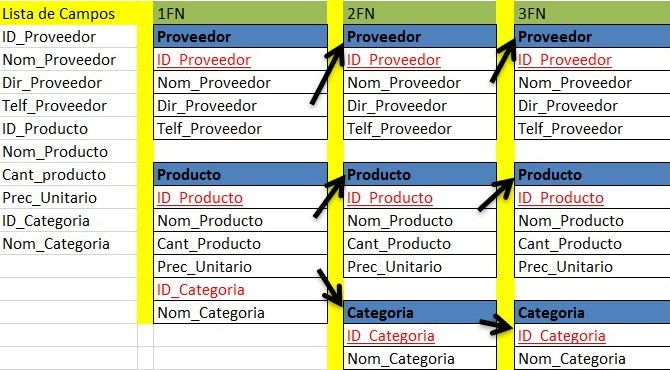 Lista de Campos 1FN 2FN 3FN
ID_Proveedor Proveedor Proveedor Proveedor
Nom_Proveedor ID_Proveedor ID_Proveedor ID_Proveedor
Dir_Proveedor Nom_Proveedor Nom_Proveedor Nom_Proveedor
Telf_Proveedor Dir_Proveedor Dir_Proveedor Dir_Proveedor
ID_Producto Telf_Proveedor Telf_Proveedor Telf_Proveedor
Nom_Producto
Cant_producto Producto Producto Producto
Prec_Unitario ID_Producto ID_Producto ID_Producto
ID_Categoria Nom_Producto Nom_Producto Nom_Producto
Nom_Categoria Cant_Producto Cant_Producto Cant_Producto
Prec_Unitario Prec_Unitario Prec_Unitario
ID_Categoria
Nom_Categoria Categoria Categoria
ID_Categoria ID_Categoria
Nom_Categoria Nom_Categoria